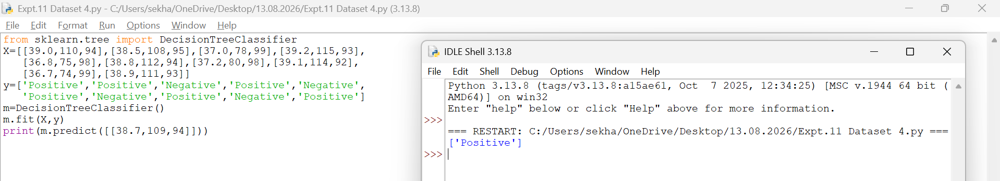 Expt.11 Dataset 4.py - C:/Users/sekha/OneDrive/Desktop/13.08.2026/Expt.11 Dataset 4.py (3.13.8)
File Edit Format Run Options Window Help
from sklearn.tree import DecisionTreeClassifier
X=[[39.0,110,94],[38.5,108,95],[37.0,78,99],[39.2,115,93],
   [36.8,75,98],[38.8,112,94],[37.2,80,98],[39.1,114,92],
   [36.7,74,99],[38.9,111,93]]
y=['Positive','Positive','Negative','Positive','Negative',
   'Positive','Negative','Positive','Negative','Positive']
m=DecisionTreeClassifier()
m.fit(X,y)
print(m.predict([[38.7,109,94]]))
IDLE Shell 3.13.8
File Edit Shell Debug Options Window Help
Python 3.13.8 (tags/v3.13.8:a15ae61, Oct  7 2025, 12:34:25) [MSC v.1944 64 bit (
AMD64)] on win32
Enter "help" below or click "Help" above for more information.
>>>
=== RESTART: C:/Users/sekha/OneDrive/Desktop/13.08.2026/Expt.11 Dataset 4.py ===
['Positive']
>>>